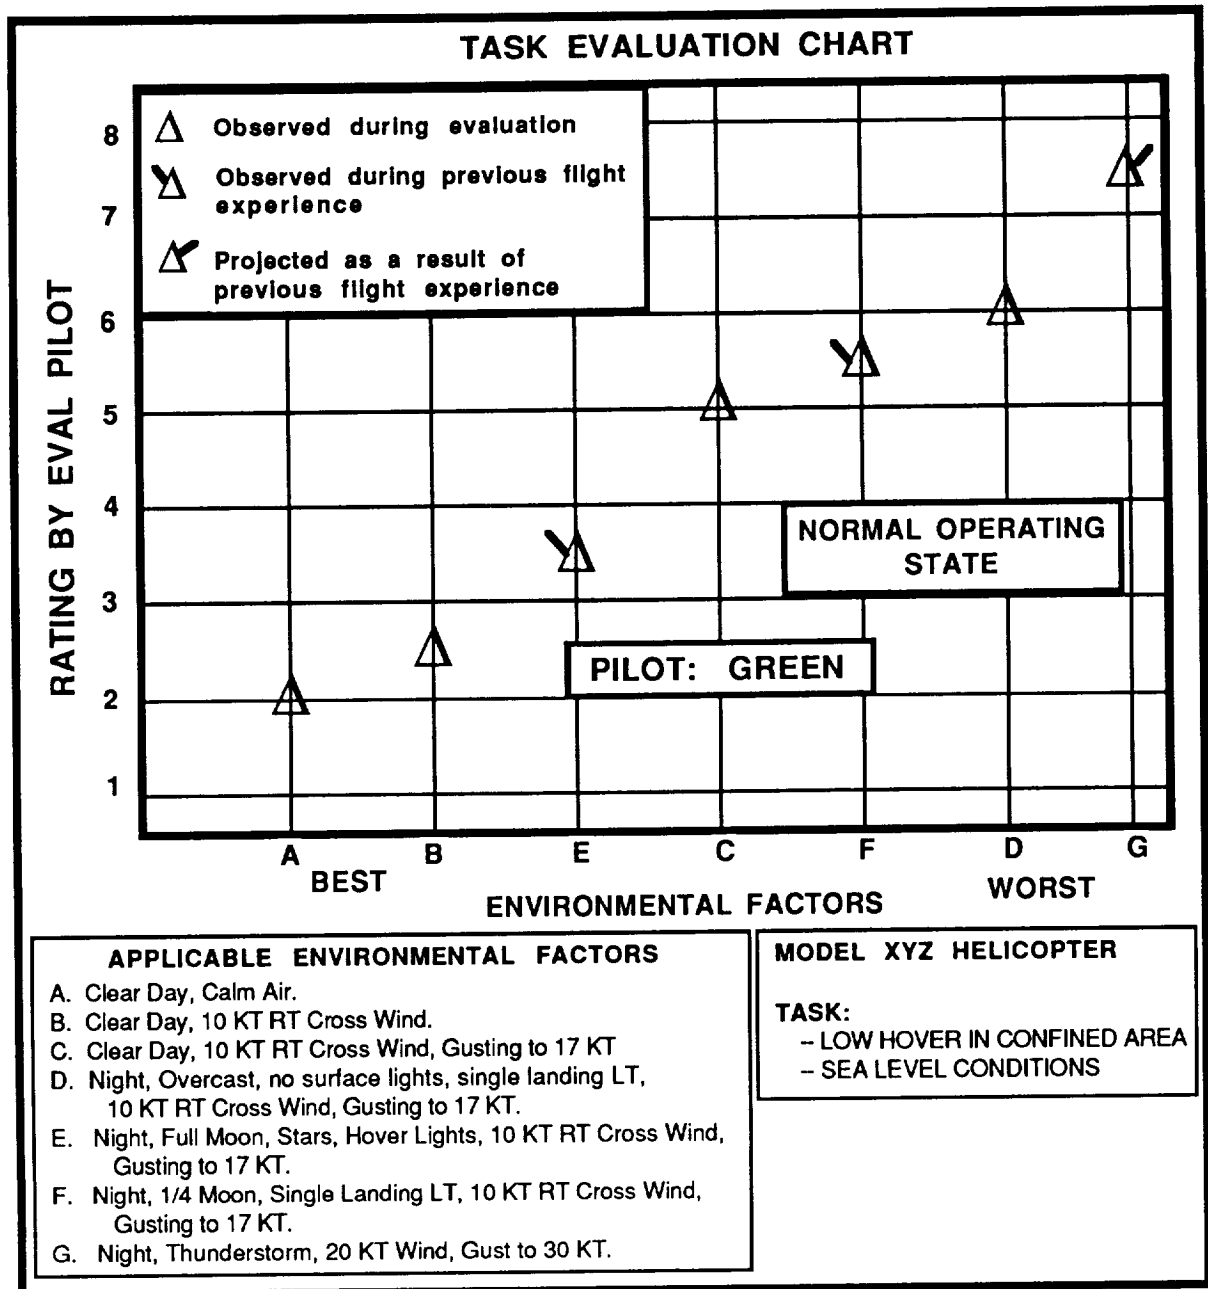 TASK EVALUATION CHART
Observed during evaluation
Observed during previous flight
experience
Projected as a result of
previous flight experience
8
7
6
5
4
3
2
1
RATING BY EVAL PILOT
NORMAL OPERATING
STATE
PILOT: GREEN
A B E C F D G
BEST WORST
ENVIRONMENTAL FACTORS
APPLICABLE ENVIRONMENTAL FACTORS
A. Clear Day, Calm Air.
B. Clear Day, 10 KT RT Cross Wind.
C. Clear Day, 10 KT RT Cross Wind, Gusting to 17 KT
D. Night, Overcast, no surface lights, single landing LT,
10 KT RT Cross Wind, Gusting to 17 KT.
E. Night, Full Moon, Stars, Hover Lights, 10 KT RT Cross Wind,
Gusting to 17 KT.
F. Night, 1/4 Moon, Single Landing LT, 10 KT RT Cross Wind,
Gusting to 17 KT.
G. Night, Thunderstorm, 20 KT Wind, Gust to 30 KT.
MODEL XYZ HELICOPTER
TASK:
– LOW HOVER IN CONFINED AREA
– SEA LEVEL CONDITIONS